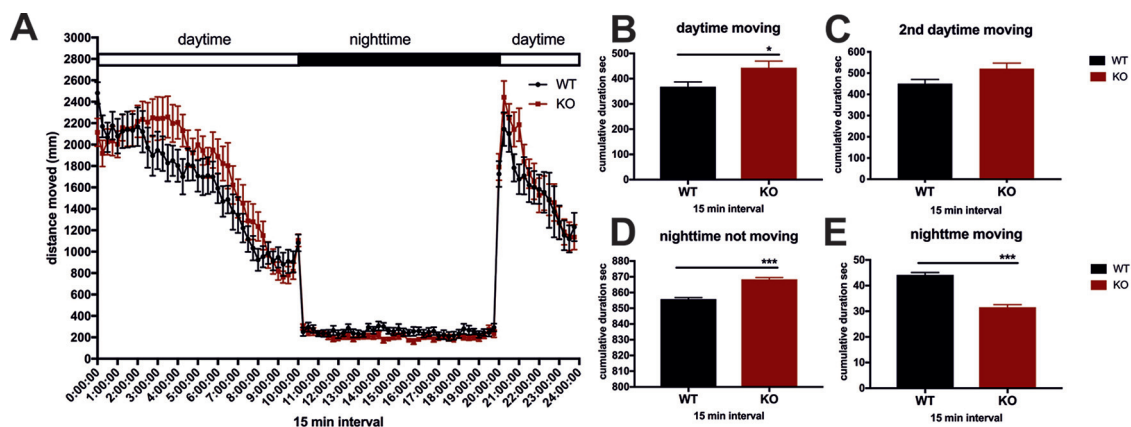 A
daytime
nighttime
daytime
WT
KO
distance moved (mm)
3000
2800
2600
2400
2200
2000
1800
1600
1400
1200
1000
800
600
400
200
0
0:00:00
1:00:00
2:00:00
3:00:00
4:00:00
5:00:00
6:00:00
7:00:00
8:00:00
9:00:00
10:00:00
11:00:00
12:00:00
13:00:00
14:00:00
15:00:00
16:00:00
17:00:00
18:00:00
19:00:00
20:00:00
21:00:00
22:00:00
23:00:00
24:00:00
15 min interval
B
daytime moving
*
cumulative duration sec
500
400
300
200
100
0
WT
KO
15 min interval
C
2nd daytime moving
WT
KO
cumulative duration sec
600
500
400
300
200
100
0
WT
KO
15 min interval
D
nighttime not moving
***
cumulative duration sec
880
870
860
850
840
830
820
810
800
WT
KO
15 min interval
E
nighttme moving
***
cumulative duration sec
50
40
30
20
10
0
WT
KO
15 min interval